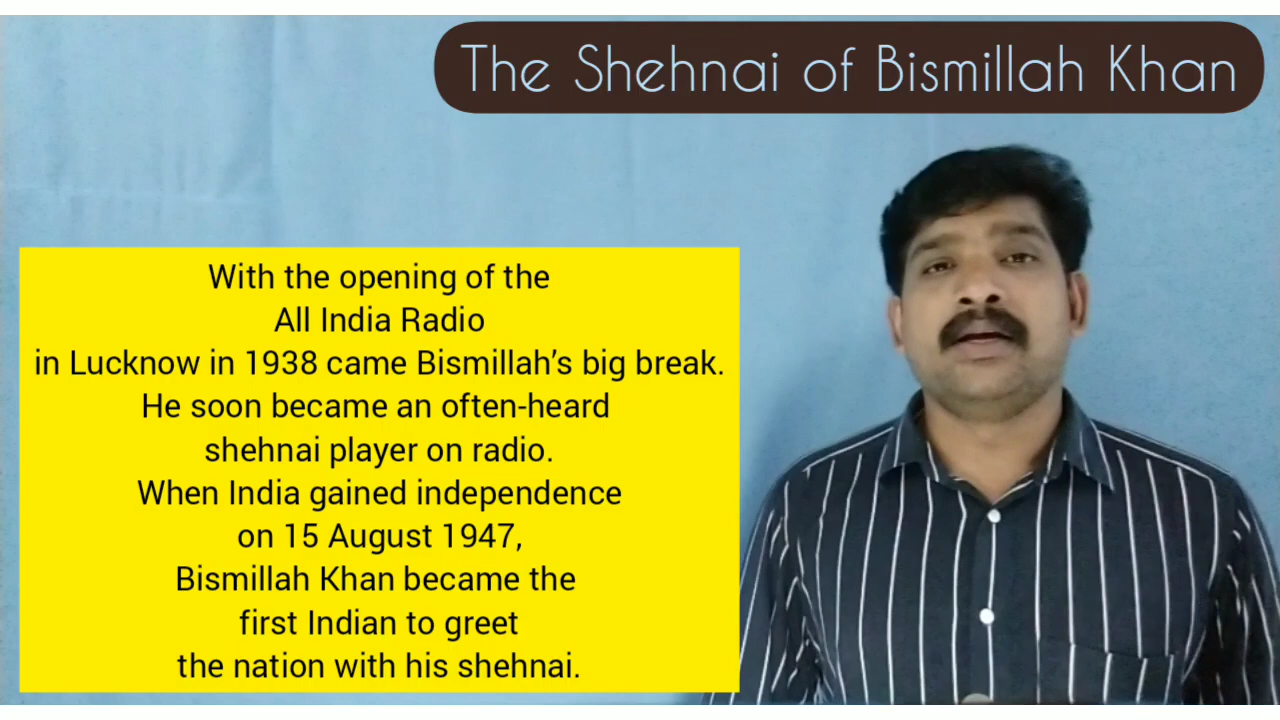 The Shehnai of Bismillah Khan
With the opening of the
All India Radio
in Lucknow in 1938 came Bismillah’s big break.
He soon became an often-heard
shehnai player on radio.
When India gained independence
on 15 August 1947,
Bismillah Khan became the
first Indian to greet
the nation with his shehnai.